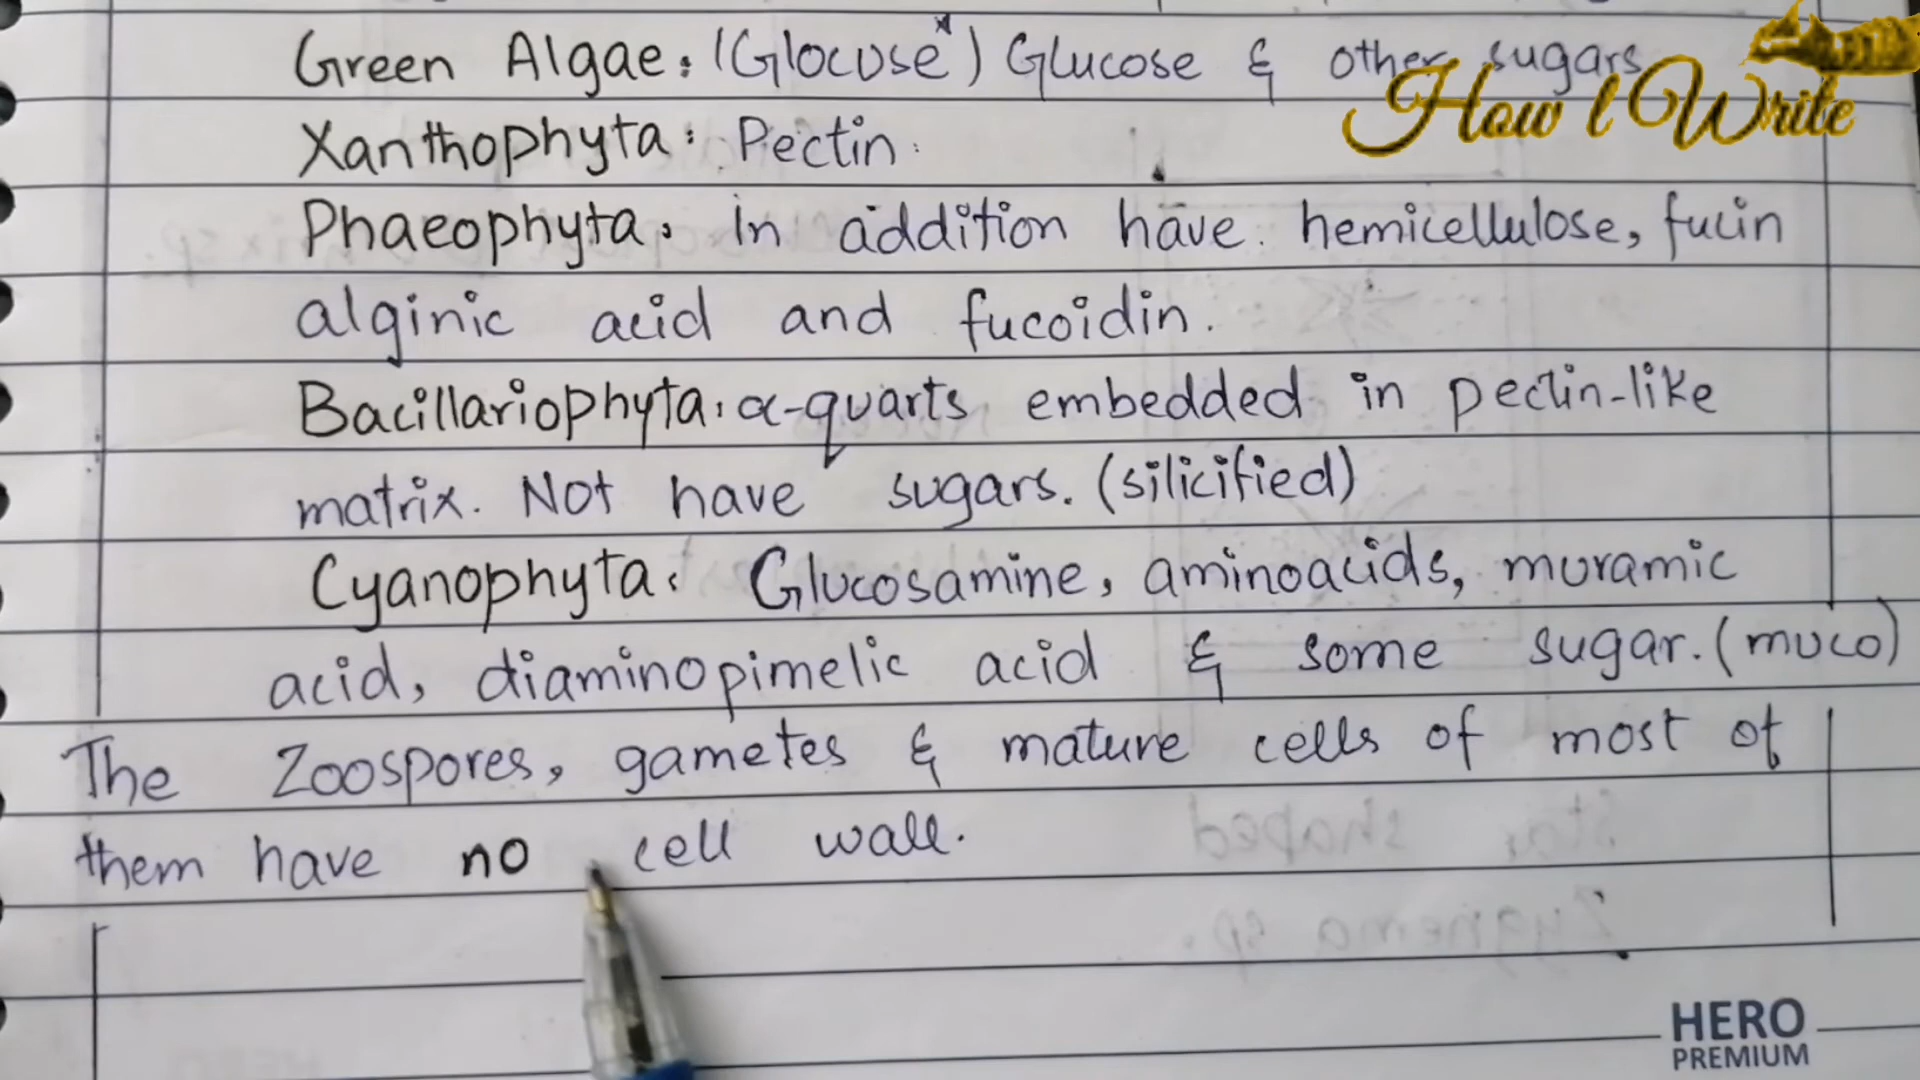 Green Algae: (Glocose*) Glucose & other sugars
How I Write
Xanthophyta: Pectin.
Phaeophyta: in addition have hemicellulose, fucin
alginic acid and fucoidin.
Bacillariophyta: α-quarts embedded in pectin-like
matrix. Not have sugars. (silicified)
Cyanophyta: Glucosamine, aminoacids, muramic
acid, diaminopimelic acid & some sugar. (muco)
The Zoospores, gametes & mature cells of most of
them have no cell wall.
HERO
PREMIUM